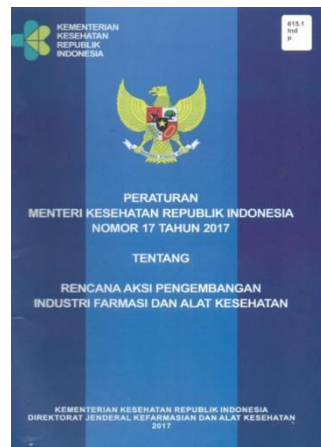 KEMENTERIAN
KESEHATAN
REPUBLIK
INDONESIA
615.1
Ind
p
PERATURAN
MENTERI KESEHATAN REPUBLIK INDONESIA
NOMOR 17 TAHUN 2017
TENTANG
RENCANA AKSI PENGEMBANGAN
INDUSTRI FARMASI DAN ALAT KESEHATAN
KEMENTERIAN KESEHATAN REPUBLIK INDONESIA
DIREKTORAT JENDERAL KEFARMASIAN DAN ALAT KESEHATAN
2017